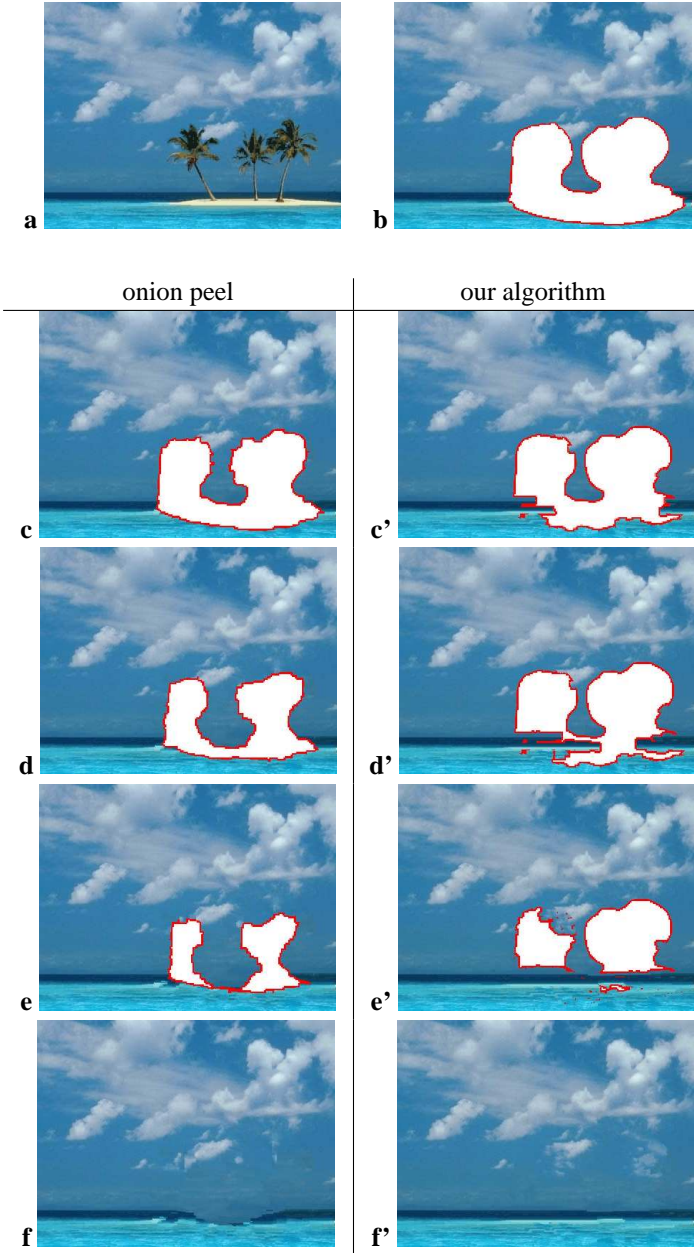 a b
onion peel our algorithm
c c’
d d’
e e’
f f’